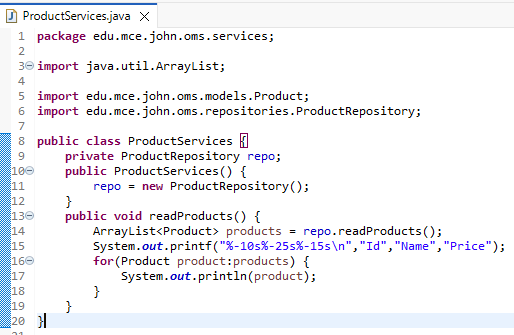 ProductServices.java
1 package edu.mce.john.oms.services;
2
3 import java.util.ArrayList;
4
5 import edu.mce.john.oms.models.Product;
6 import edu.mce.john.oms.repositories.ProductRepository;
7
8 public class ProductServices {
9     private ProductRepository repo;
10     public ProductServices() {
11         repo = new ProductRepository();
12     }
13     public void readProducts() {
14         ArrayList<Product> products = repo.readProducts();
15         System.out.printf("%-10s%-25s%-15s\n","Id","Name","Price");
16         for(Product product:products) {
17             System.out.println(product);
18         }
19     }
20 }
21